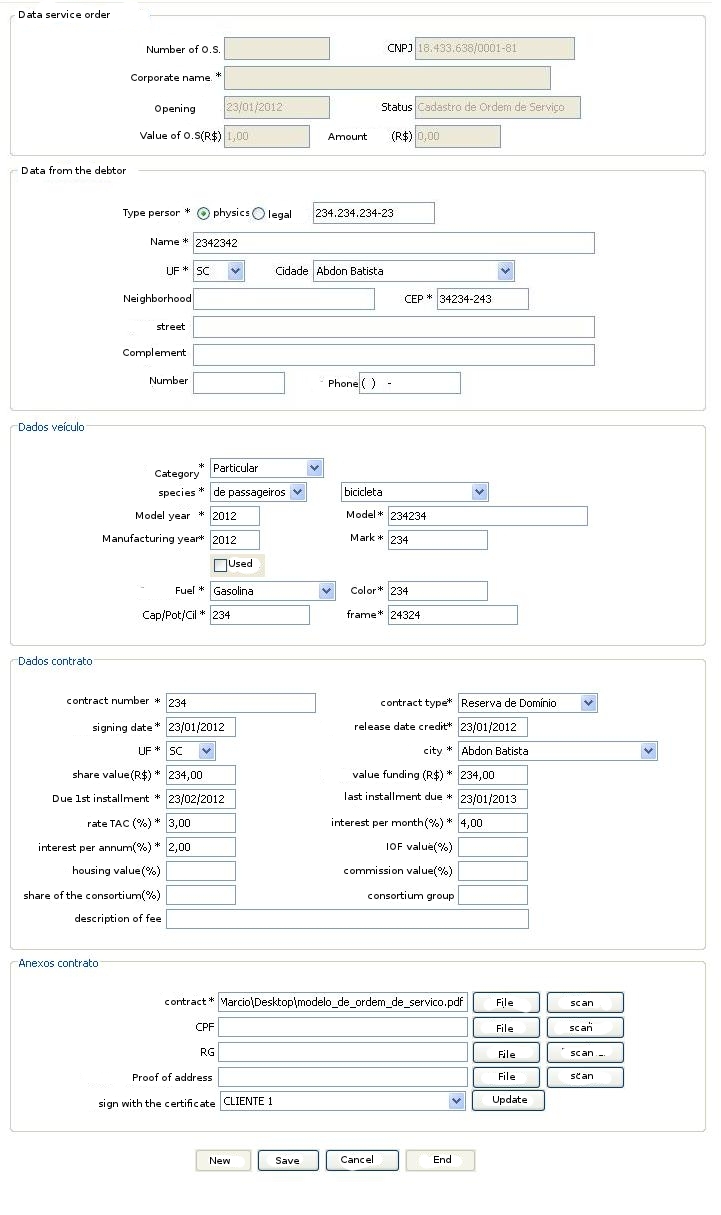 Data service order
Number of O.S. CNPJ 18.433.638/0001-81
Corporate name. *
Opening 23/01/2012 Status Cadastro de Ordem de Serviço
Value of O.S(R$) 1,00 Amount (R$) 0,00
Data from the debtor
Type persor * physics legal 234.234.234-23
Name * 2342342
UF * SC Cidade Abdon Batista
Neighborhood CEP * 34234-243
street
Complement
Number Phone ( ) -
Dados veículo
Category * Particular
species * de passageiros bicicleta
Model year * 2012 Model * 234234
Manufacturing year* 2012 Mark * 234
Used
Fuel * Gasolina Color * 234
Cap/Pot/Cil * 234 frame* 24324
Dados contrato
contract number * 234 contract type* Reserva de Domínio
signing date * 23/01/2012 release date credit* 23/01/2012
UF * SC city * Abdon Batista
share value(R$) * 234,00 value funding (R$) * 234,00
Due 1st installment * 23/02/2012 last installment due * 23/01/2013
rate TAC (%) * 3,00 interest per month(%) * 4,00
interest per annum(%) * 2,00 IOF value(%)
housing value(%) commission value(%)
share of the consortium(%) consortium group
description of fee
Anexos contrato
contract * Marcio\Desktop\modelo_de_ordem_de_servico.pdf File scan
CPF File scan
RG File scan
Proof of address File scan
sign with the certificate CLIENTE 1 Update
New Save Cancel End